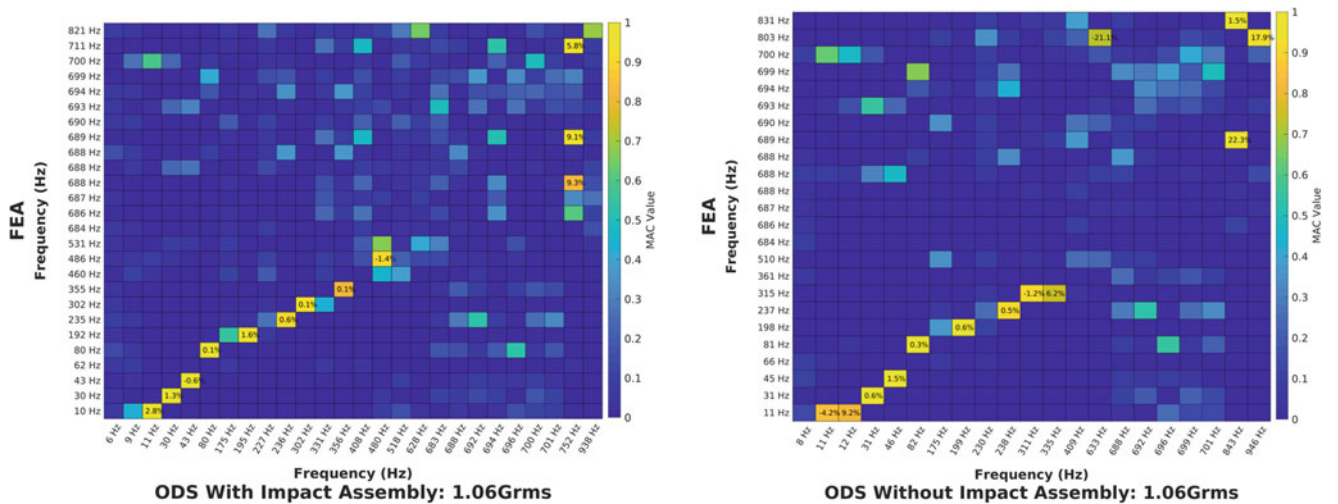 821 Hz
711 Hz
700 Hz
699 Hz
694 Hz
693 Hz
690 Hz
689 Hz
688 Hz
688 Hz
688 Hz
687 Hz
686 Hz
684 Hz
531 Hz
486 Hz
460 Hz
355 Hz
302 Hz
235 Hz
192 Hz
80 Hz
62 Hz
43 Hz
30 Hz
10 Hz
FEA
Frequency (Hz)
5.8%
9.1%
9.3%
-1.4%
0.1%
0.1%
0.6%
1.6%
0.1%
-0.6%
1.3%
2.8%
6 Hz
9 Hz
11 Hz
30 Hz
43 Hz
80 Hz
175 Hz
195 Hz
227 Hz
236 Hz
302 Hz
331 Hz
356 Hz
408 Hz
480 Hz
518 Hz
628 Hz
683 Hz
688 Hz
692 Hz
694 Hz
696 Hz
700 Hz
701 Hz
752 Hz
938 Hz
Frequency (Hz)
ODS With Impact Assembly: 1.06Grms
1
0.9
0.8
0.7
0.6
0.5
0.4
0.3
0.2
0.1
0
MAC Value
831 Hz
803 Hz
700 Hz
699 Hz
694 Hz
693 Hz
690 Hz
689 Hz
688 Hz
688 Hz
688 Hz
687 Hz
686 Hz
684 Hz
510 Hz
361 Hz
315 Hz
237 Hz
198 Hz
81 Hz
66 Hz
45 Hz
31 Hz
11 Hz
FEA
Frequency (Hz)
1.5%
-21.1%
17.9%
22.3%
-1.2%
6.2%
0.5%
0.6%
0.3%
1.5%
0.6%
-4.2%
9.2%
8 Hz
11 Hz
12 Hz
31 Hz
46 Hz
82 Hz
175 Hz
199 Hz
230 Hz
238 Hz
311 Hz
335 Hz
409 Hz
633 Hz
688 Hz
692 Hz
696 Hz
699 Hz
701 Hz
843 Hz
946 Hz
Frequency (Hz)
ODS Without Impact Assembly: 1.06Grms
1
0.9
0.8
0.7
0.6
0.5
0.4
0.3
0.2
0.1
0
MAC Value